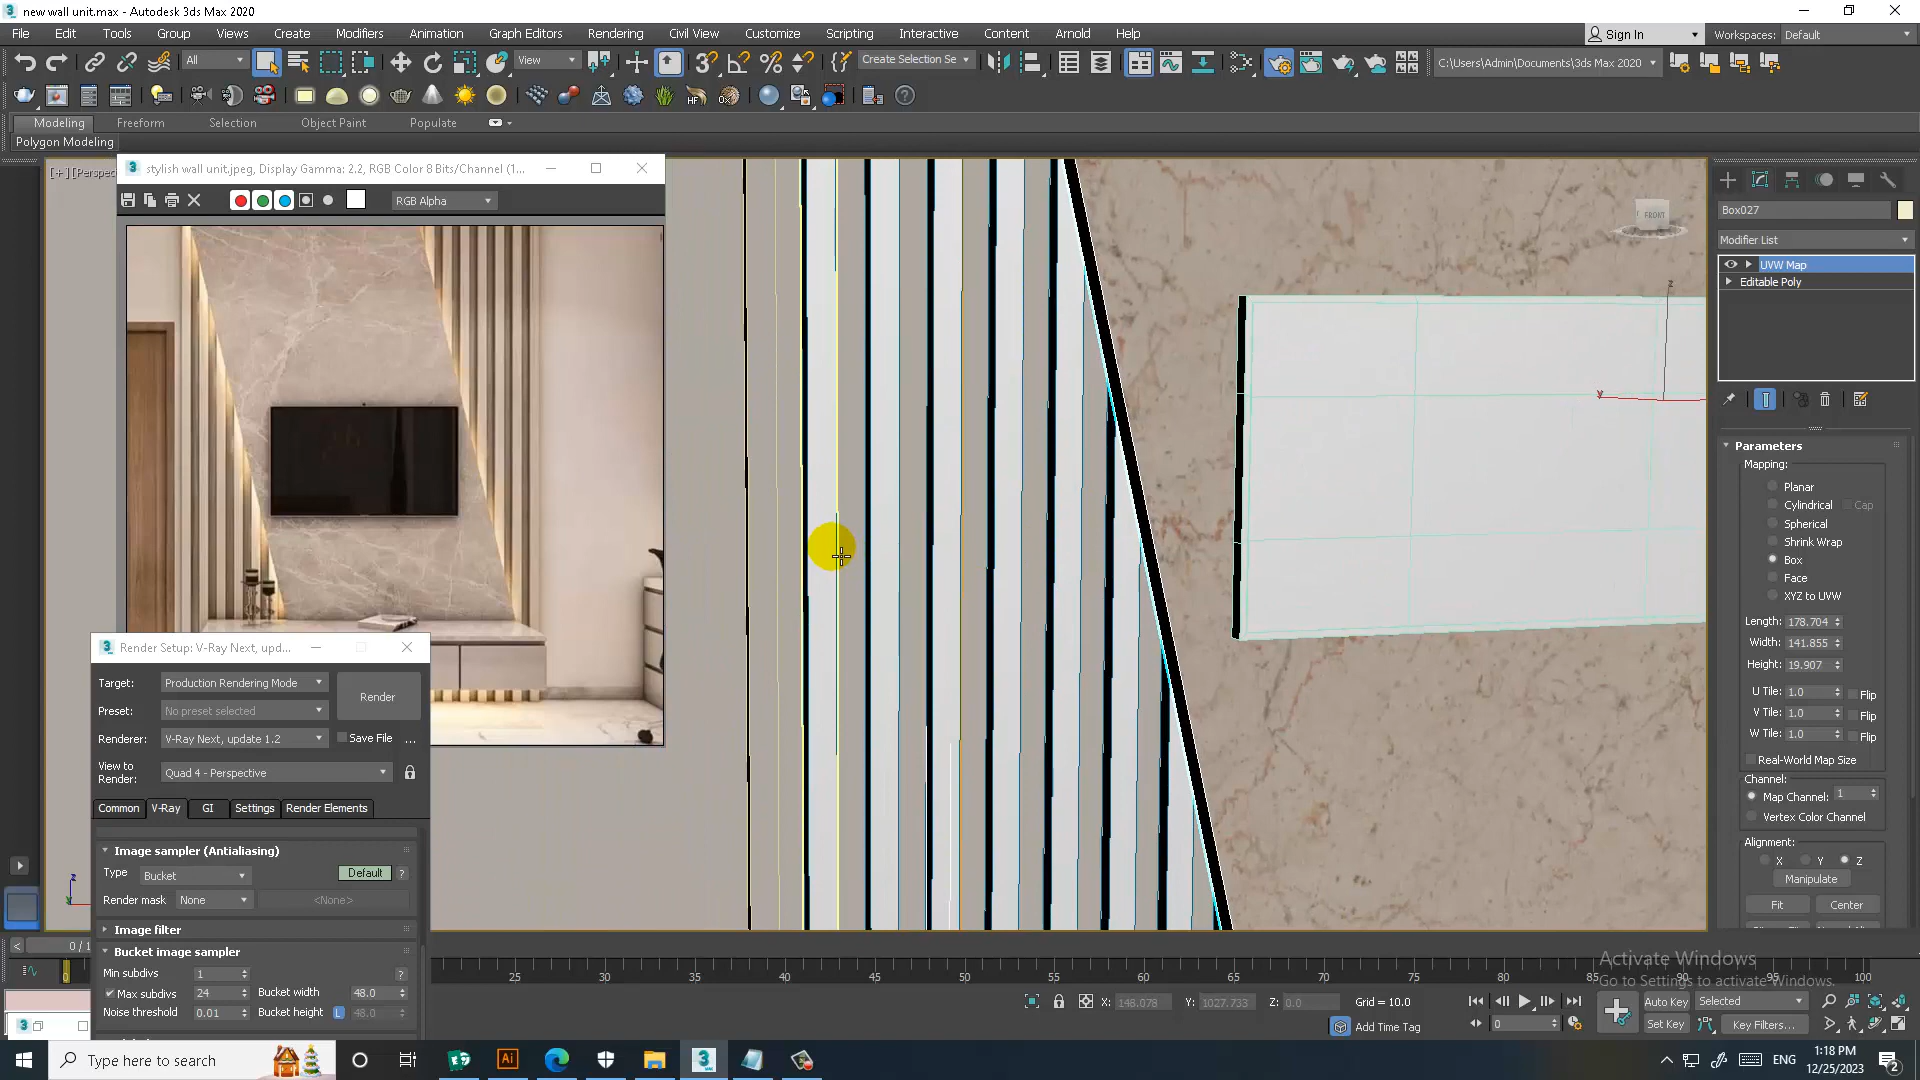 new wall unit.max - Autodesk 3ds Max 2020
File Edit Tools Group Views Create Modifiers Animation Graph Editors Rendering Civil View Customize Scripting Interactive Content Arnold Help
Sign In
Workspaces: Default
All
View
Create Selection Se
C:\Users\Admin\Documents\3ds Max 2020
Modeling Freeform Selection Object Paint Populate
Polygon Modeling
[+] [Perspec
stylish wall unit.jpeg, Display Gamma: 2.2, RGB Color 8 Bits/Channel (1...
RGB Alpha
FRONT
Box027
Modifier List
UVW Map
Editable Poly
Parameters
Mapping:
Planar
Cylindrical Cap
Spherical
Shrink Wrap
Box
Face
XYZ to UVW
Length: 178.704
Width: 141.855
Height: 19.907
U Tile: 1.0 Flip
V Tile: 1.0 Flip
W Tile: 1.0 Flip
Real-World Map Size
Channel:
Map Channel: 1
Vertex Color Channel
Alignment:
X Y Z
Manipulate
Fit Center
Render Setup: V-Ray Next, upd...
Target: Production Rendering Mode
Render
Preset: No preset selected
Renderer: V-Ray Next, update 1.2
Save File ...
View to Render: Quad 4 - Perspective
Common V-Ray GI Settings Render Elements
Image sampler (Antialiasing)
Type Bucket Default ?
Render mask None <None>
Image filter
Bucket image sampler
Min subdivs 1 ?
Max subdivs 24 Bucket width 48.0
Noise threshold 0.01 Bucket height L 48.0
0 / 1
0 25 30 35 40 45 50 55 60 65 70 75 80 85 90 95 100
Activate Windows
Go to Settings to activate Windows.
X: 146.078 Y: 1027.733 Z: 0.0 Grid = 10.0
Add Time Tag
Auto Key Selected
Set Key Key Filters...
0
Type here to search
ENG
1:18 PM
12/25/2023
2